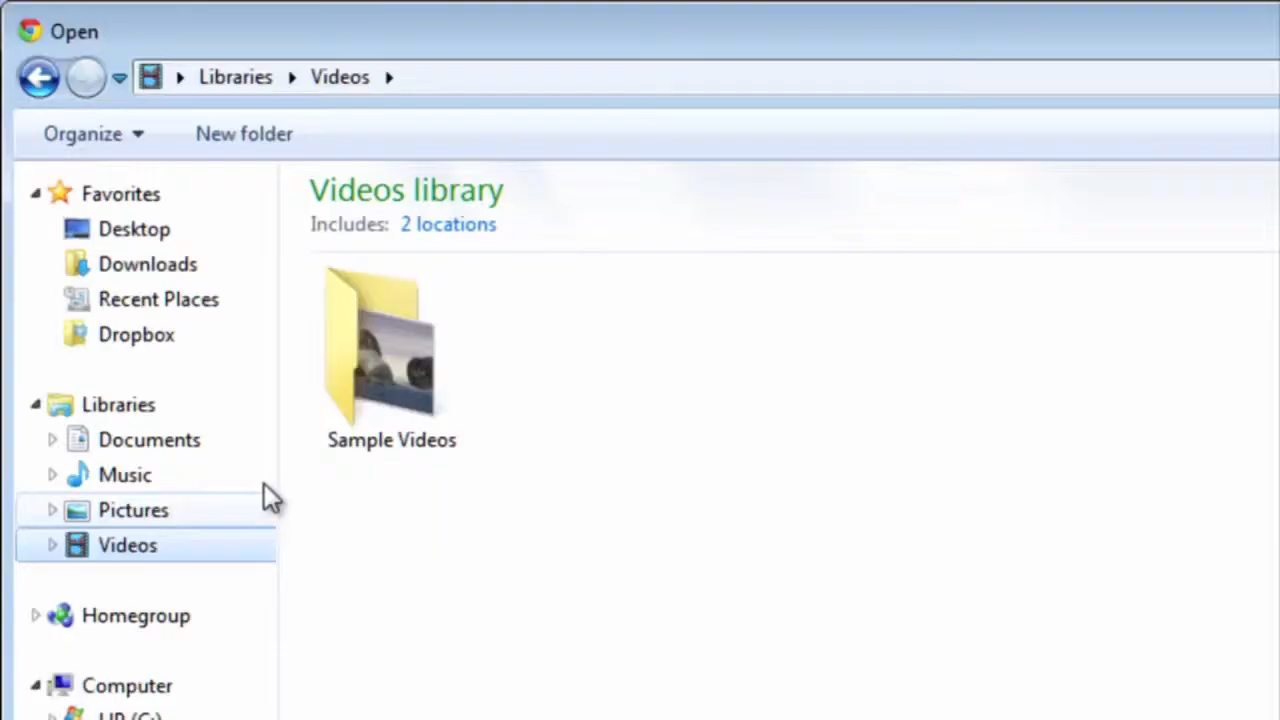 Open
Libraries Videos
Organize New folder
Favorites
Desktop
Downloads
Recent Places
Dropbox
Libraries
Documents
Music
Pictures
Videos
Homegroup
Computer
HP (C:)
Videos library
Includes: 2 locations
Sample Videos